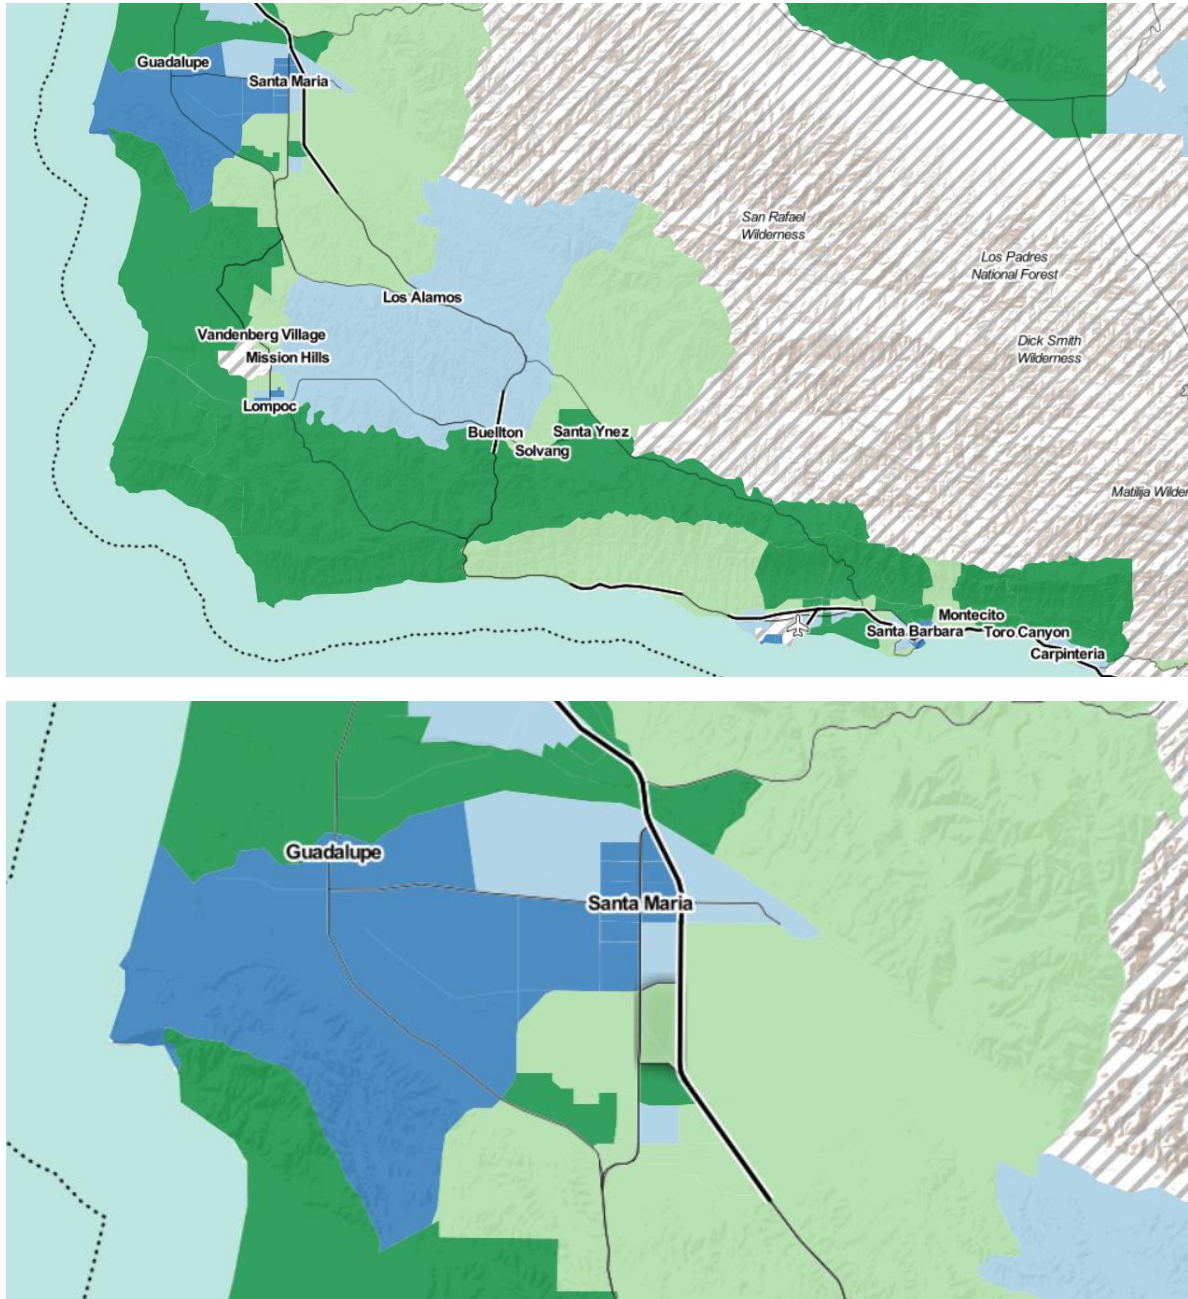 Guadalupe
Santa Maria
San Rafael
Wilderness
Los Padres
National Forest
Los Alamos
Vandenberg Village
Dick Smith
Wilderness
Mission Hills
Lompoc
Buellton
Santa Ynez
Solvang
Matilija Wilder
Montecito
Santa Barbara
Toro Canyon
Carpinteria
Guadalupe
Santa Maria